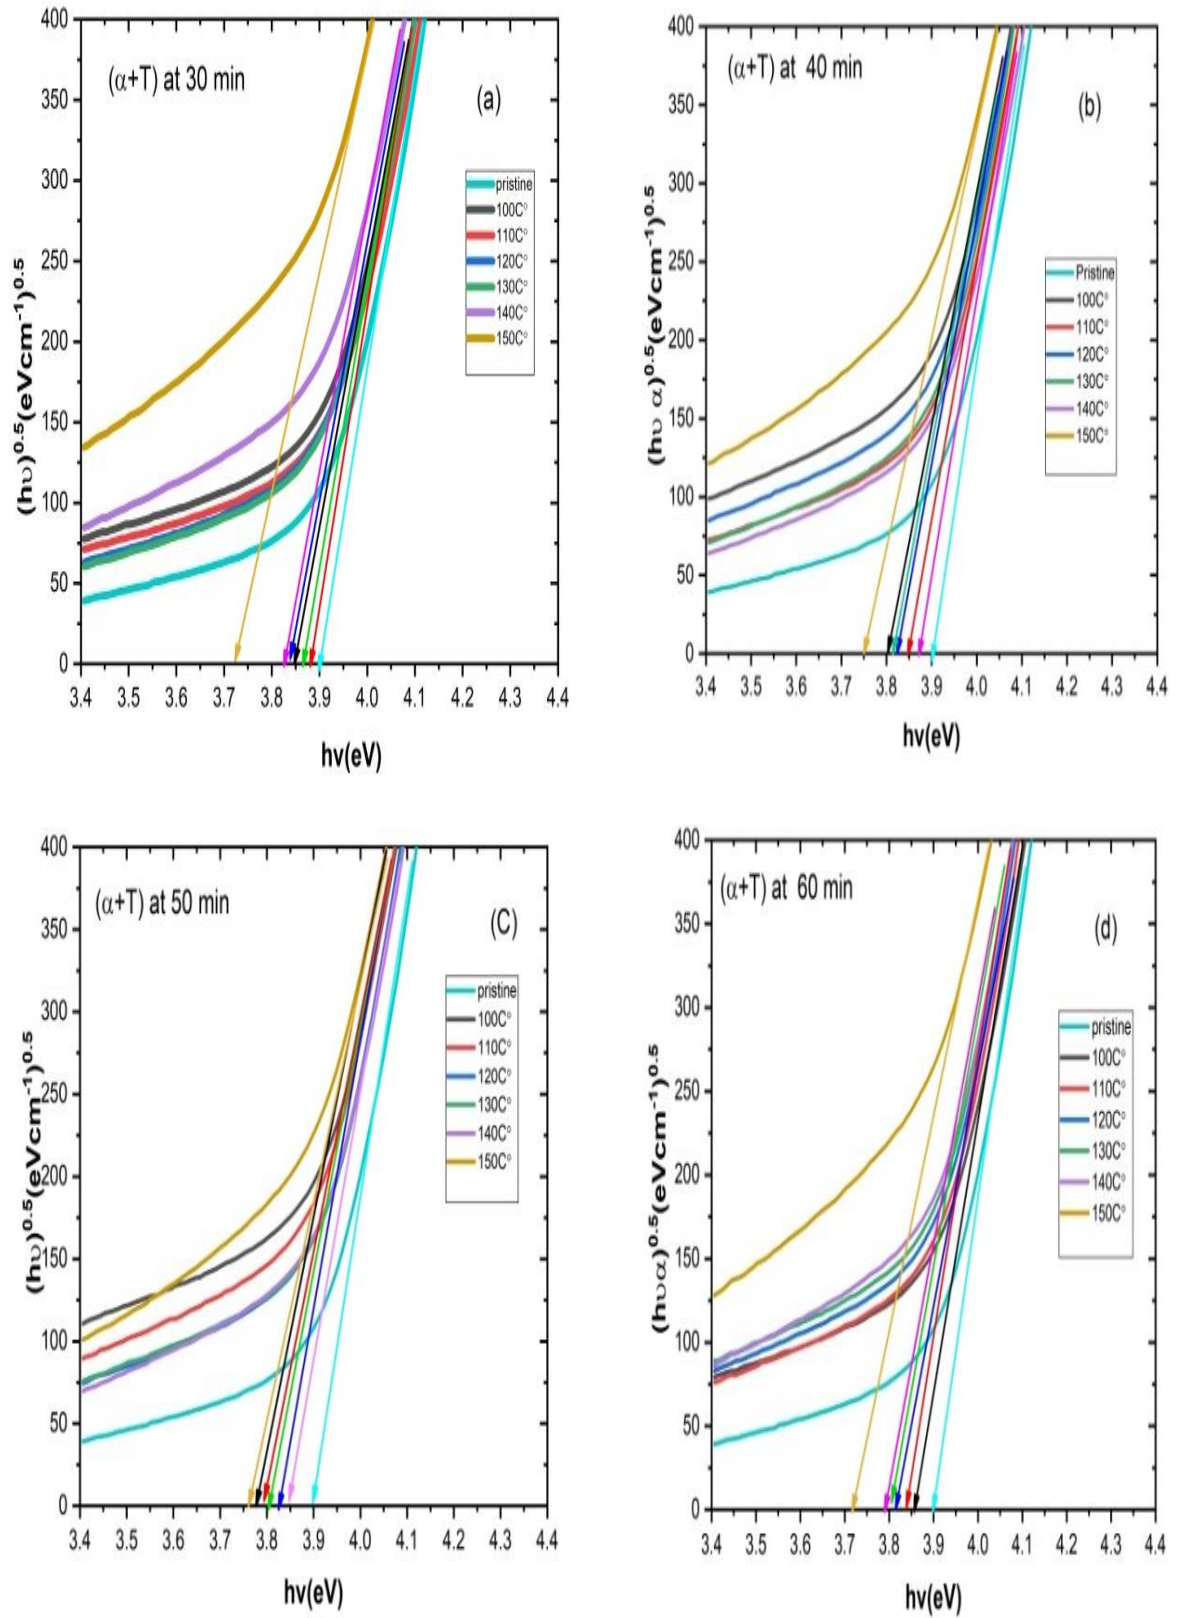 (α+T) at 30 min
(a)
400
350
300
250
200
150
100
50
0
(hυ)^0.5(eVcm⁻¹)^0.5
pristine
100C°
110C°
120C°
130C°
140C°
150C°
3.4 3.5 3.6 3.7 3.8 3.9 4.0 4.1 4.2 4.3 4.4
hv(eV)
(α+T) at 40 min
(b)
400
350
300
250
200
150
100
50
0
(hυ α)^0.5(eVcm⁻¹)^0.5
Pristine
100C°
110C°
120C°
130C°
140C°
150C°
3.4 3.5 3.6 3.7 3.8 3.9 4.0 4.1 4.2 4.3 4.4
hv(eV)
(α+T) at 50 min
(C)
400
350
300
250
200
150
100
50
0
(hυ)^0.5(eVcm⁻¹)^0.5
pristine
100C°
110C°
120C°
130C°
140C°
150C°
3.4 3.5 3.6 3.7 3.8 3.9 4.0 4.1 4.2 4.3 4.4
hv(eV)
(α+T) at 60 min
(d)
400
350
300
250
200
150
100
50
0
(hυα)^0.5(eVcm⁻¹)^0.5
pristine
100C°
110C°
120C°
130C°
140C°
150C°
3.4 3.5 3.6 3.7 3.8 3.9 4.0 4.1 4.2 4.3 4.4
hv(eV)